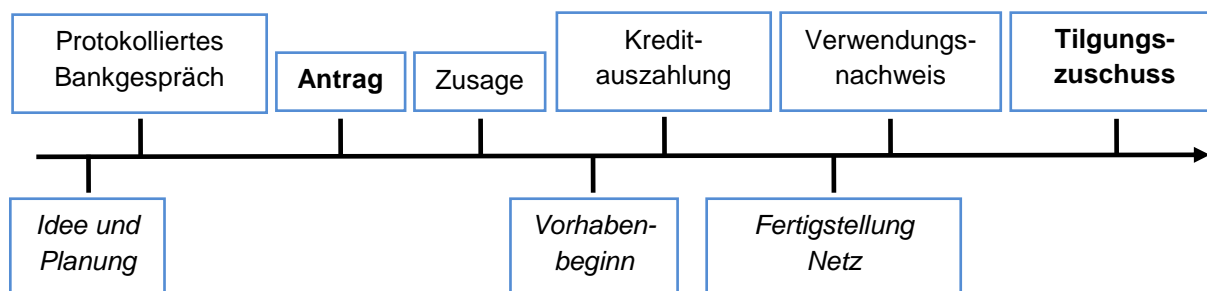 Protokolliertes
Bankgespräch
Antrag
Zusage
Kredit-
auszahlung
Verwendungs-
nachweis
Tilgungs-
zuschuss
Idee und
Planung
Vorhaben-
beginn
Fertigstellung
Netz